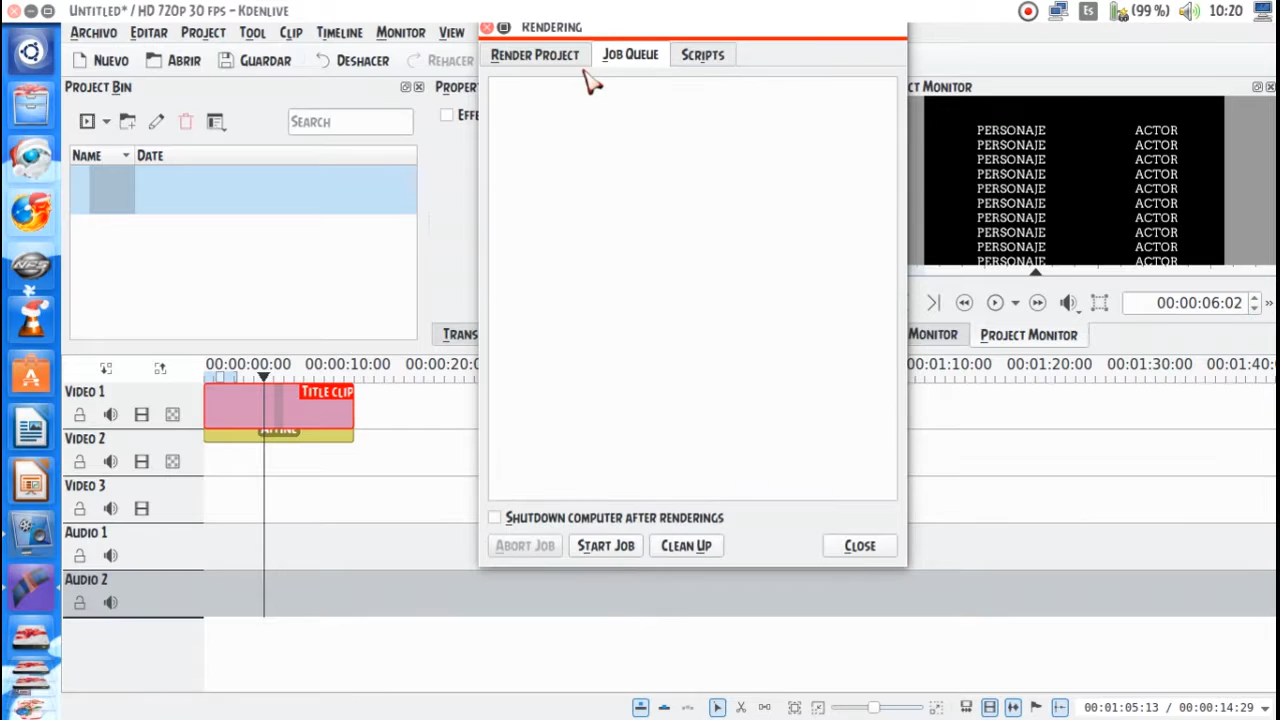 Untitled* / HD 720p 30 fps - Kdenlive
Es (99 %) 10:20
Archivo Editar Project Tool Clip Timeline Monitor View
Nuevo Abrir Guardar Deshacer Rehacer
Project Bin
Search
Name Date
Effe
Rendering
Render Project Job Queue Scripts
Shutdown computer after renderings
Abort Job Start Job Clean Up Close
ct Monitor
PERSONAJE ACTOR
PERSONAJE ACTOR
PERSONAJE ACTOR
PERSONAJE ACTOR
PERSONAJE ACTOR
PERSONAJE ACTOR
PERSONAJE ACTOR
PERSONAJE ACTOR
PERSONAJE ACTOR
PERSONAJE ACTOR
00:00:06:02
Monitor Project Monitor
00:00:00:00 00:00:10:00 00:00:20:0 00:01:10:00 00:01:20:00 00:01:30:00 00:01:40:
Video 1
Title clip
Video 2
Affine
Video 3
Audio 1
Audio 2
00:01:05:13 / 00:00:14:29